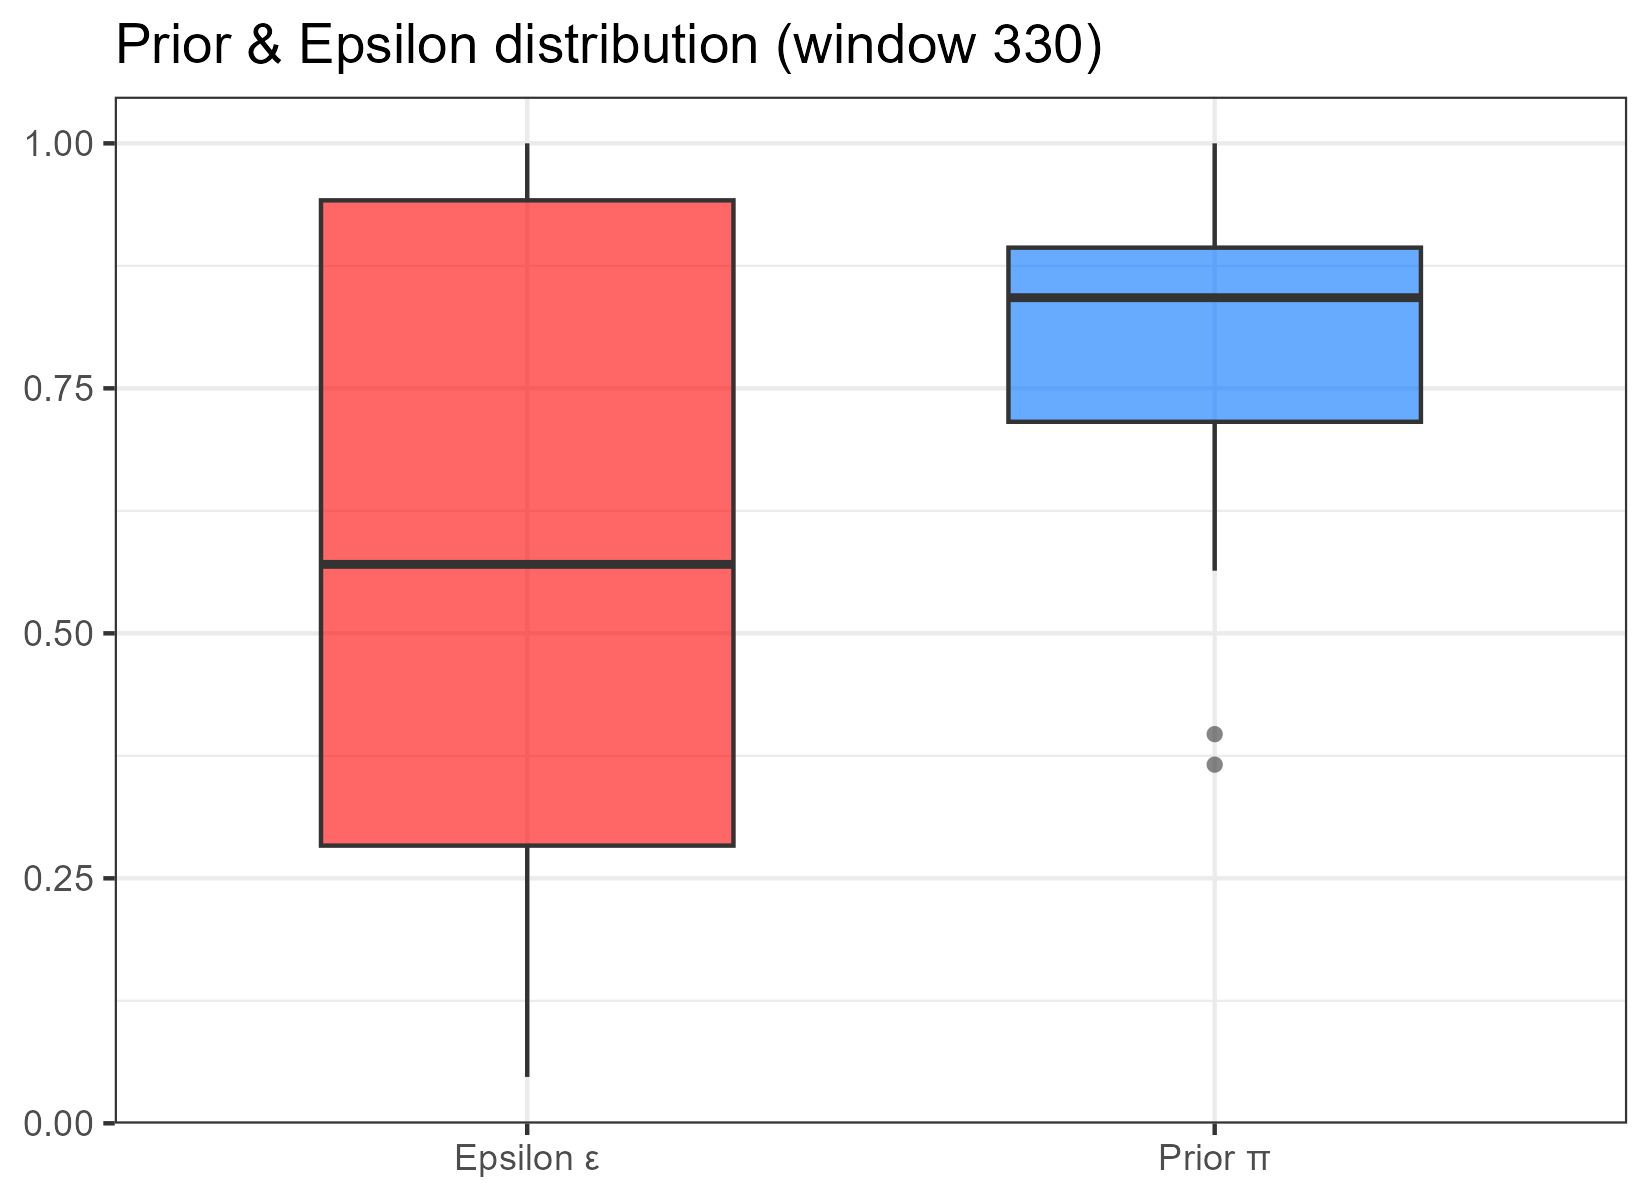 Prior & Epsilon distribution (window 330)
1.00
0.75
0.50
0.25
0.00
Epsilon ε
Prior π